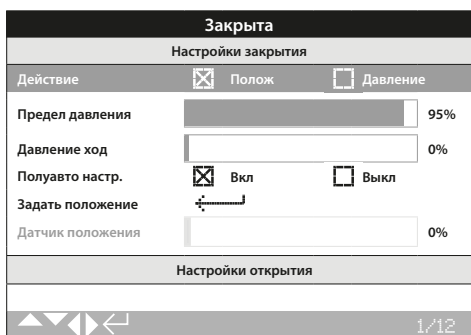 Закрыта
Настройки закрытия
Действие Полож Давление
Предел давления 95%
Давление ход 0%
Полуавто настр. Вкл Выкл
Задать положение
Датчик положения 0%
Настройки открытия
1/12